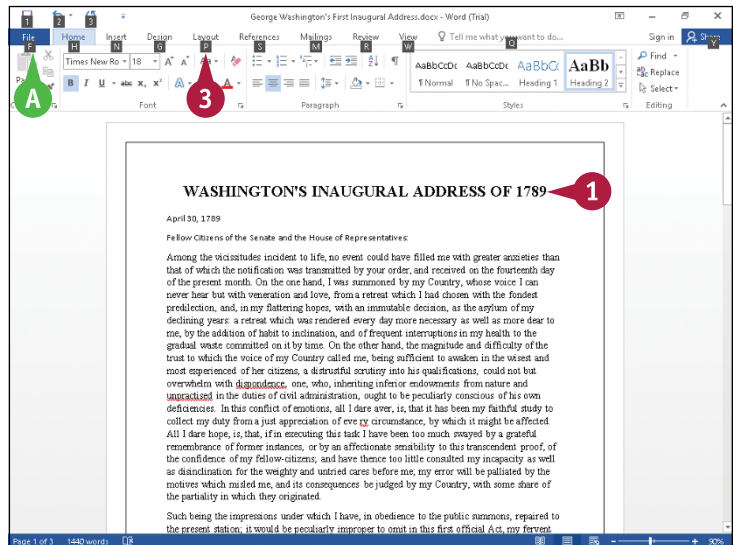 George Washington's First Inaugural Address.docx - Word (Trial)
1 2 3
File Home Insert Design Layout References Mailings Review View Tell me what you want to do... Sign in Share
F H N G P S M R W Q Y
Times New Ro 18 A A Aa
AaBbCcDc AaBbCcDc AaBbCc AaBb
Find
Replace
Select
B I U abc x, x² A A
¶ Normal ¶ No Spac... Heading 1 Heading 2
Font Paragraph Styles Editing
A
3
WASHINGTON'S INAUGURAL ADDRESS OF 1789
1
April 30, 1789
Fellow Citizens of the Senate and the House of Representatives:
Among the vicissitudes incident to life, no event could have filled me with greater anxieties than
that of which the notification was transmitted by your order, and received on the fourteenth day
of the present month. On the one hand, I was summoned by my Country, whose voice I can
never hear but with veneration and love, from a retreat which I had chosen with the fondest
predilection, and, in my flattering hopes, with an immutable decision, as the asylum of my
declining years: a retreat which was rendered every day more necessary as well as more dear to
me, by the addition of habit to inclination, and of frequent interruptions in my health to the
gradual waste committed on it by time. On the other hand, the magnitude and difficulty of the
trust to which the voice of my Country called me, being sufficient to awaken in the wisest and
most experienced of her citizens, a distrustful scrutiny into his qualifications, could not but
overwhelm with dispondence, one, who, inheriting inferior endowments from nature and
unpractised in the duties of civil administration, ought to be peculiarly conscious of his own
deficiencies. In this conflict of emotions, all I dare aver, is, that it has been my faithful study to
collect my duty from a just appreciation of eve ry circumstance, by which it might be affected.
All I dare hope, is, that, if in executing this task I have been too much swayed by a grateful
remembrance of former instances, or by an affectionate sensibility to this transcendent proof, of
the confidence of my fellow-citizens; and have thence too little consulted my incapacity as well
as disinclination for the weighty and untried cares before me; my error will be palliated by the
motives which misled me, and its consequences be judged by my Country, with some share of
the partiality in which they originated.
Such being the impressions under which I have, in obedience to the public summons, repaired to
the present station; it would be peculiarly improper to omit in this first official Act, my fervent
Page 1 of 3 1440 words 90%